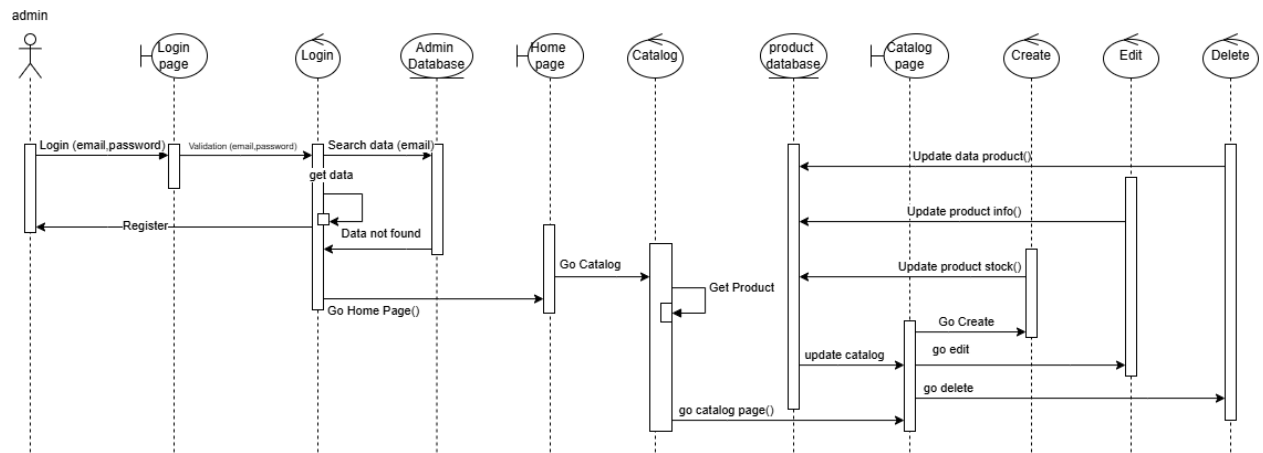 admin
Login
page
Login
Admin
Database
Home
page
Catalog
product
database
Catalog
page
Create
Edit
Delete
Login (email,password)
Validation (email,password)
Search data (email)
Update data product()
get data
Update product info()
Register
Data not found
Go Catalog
Update product stock()
Get Product
Go Home Page()
Go Create
update catalog
go edit
go delete
go catalog page()